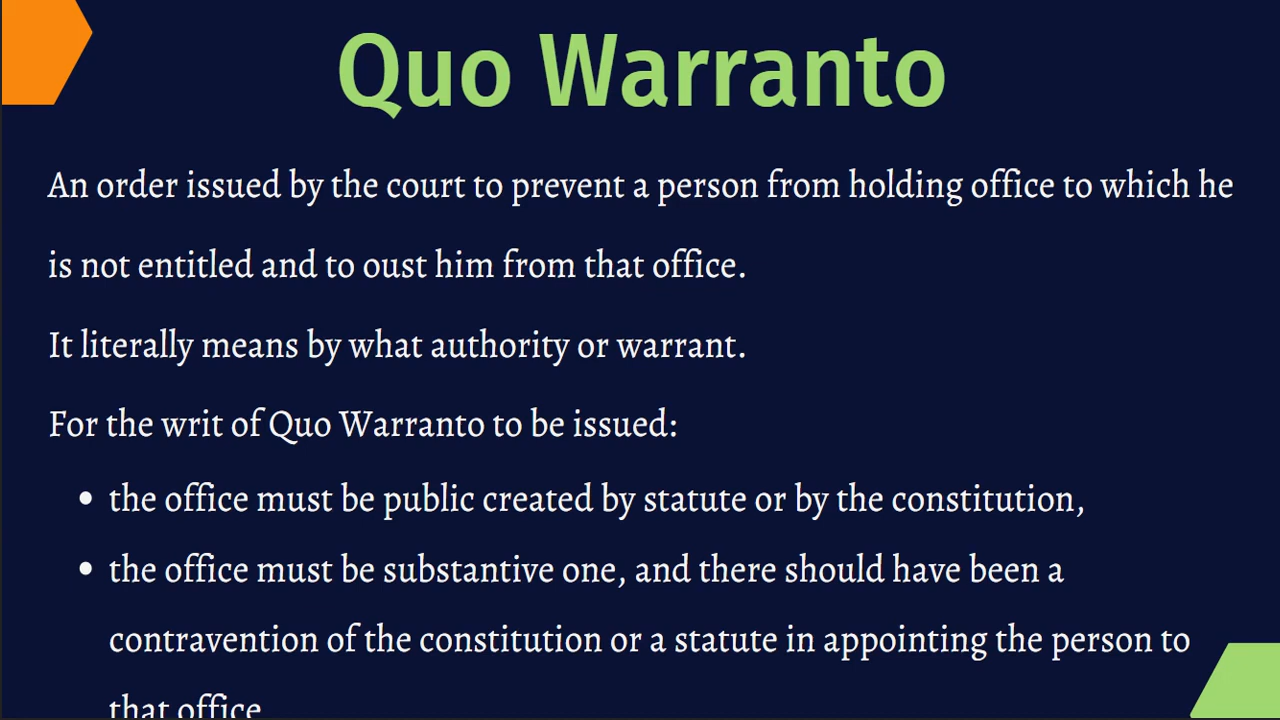 Quo Warranto
An order issued by the court to prevent a person from holding office to which he
is not entitled and to oust him from that office.
It literally means by what authority or warrant.
For the writ of Quo Warranto to be issued:
• the office must be public created by statute or by the constitution,
• the office must be substantive one, and there should have been a
contravention of the constitution or a statute in appointing the person to
that office